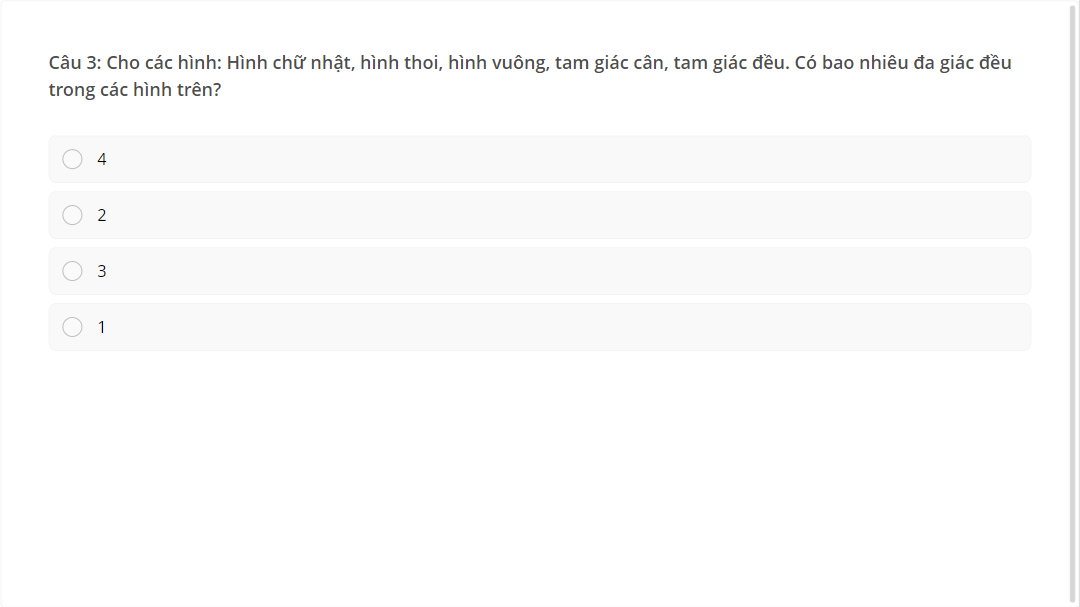 Câu 3: Cho các hình: Hình chữ nhật, hình thoi, hình vuông, tam giác cân, tam giác đều. Có bao nhiêu đa giác đều
trong các hình trên?
4
2
3
1